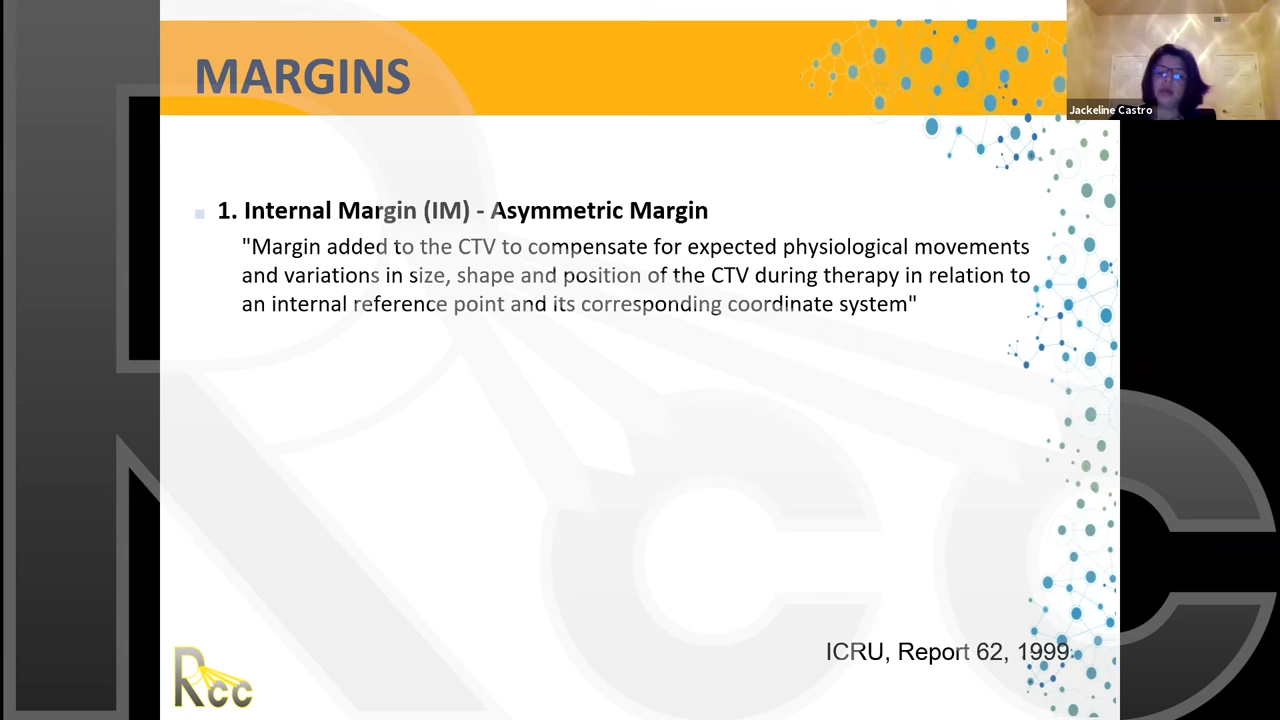 MARGINS
Jackeline Castro
1. Internal Margin (IM) - Asymmetric Margin
"Margin added to the CTV to compensate for expected physiological movements
and variations in size, shape and position of the CTV during therapy in relation to
an internal reference point and its corresponding coordinate system"
ICRU, Report 62, 1999
Rcc